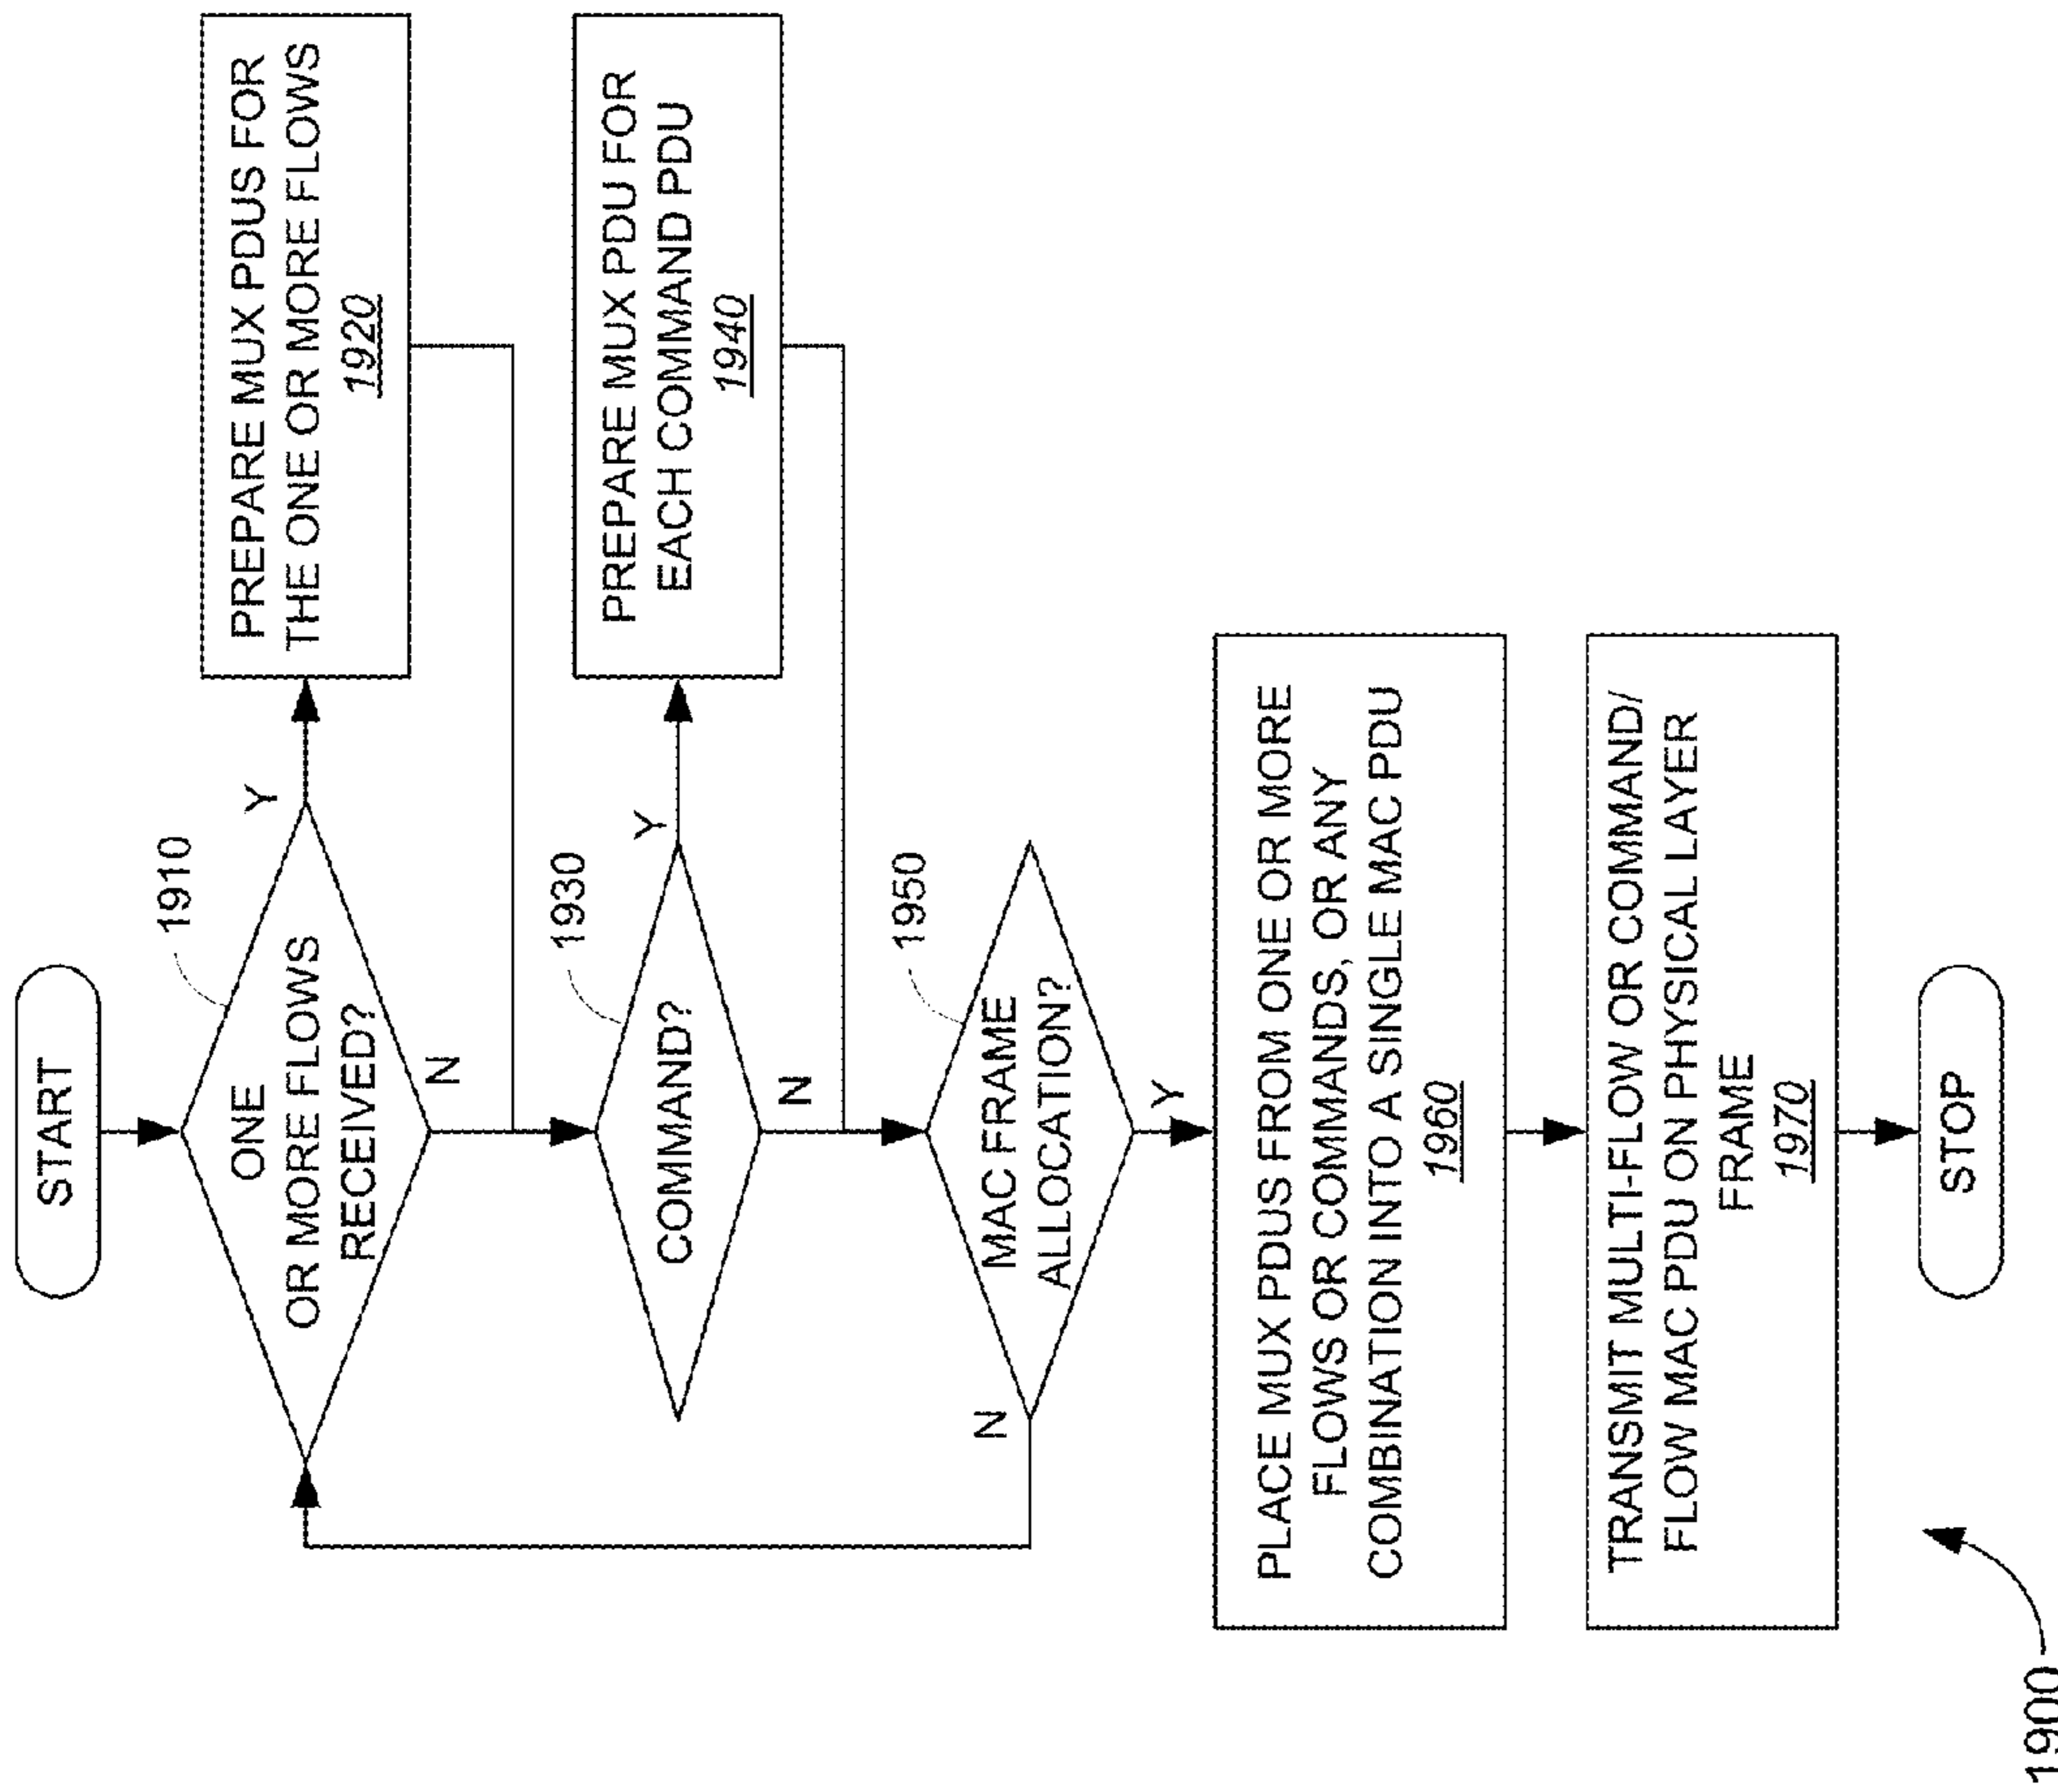 START
1910
ONE
OR MORE FLOWS
RECEIVED?
Y
N
PREPARE MUX PDUS FOR
THE ONE OR MORE FLOWS
1920
1930
COMMAND?
Y
N
PREPARE MUX PDU FOR
EACH COMMAND PDU
1940
1950
MAC FRAME
ALLOCATION?
N
Y
PLACE MUX PDUS FROM ONE OR MORE
FLOWS OR COMMANDS, OR ANY
COMBINATION INTO A SINGLE MAC PDU
1960
TRANSMIT MULTI-FLOW OR COMMAND/
FLOW MAC PDU ON PHYSICAL LAYER
FRAME
1970
STOP
1900